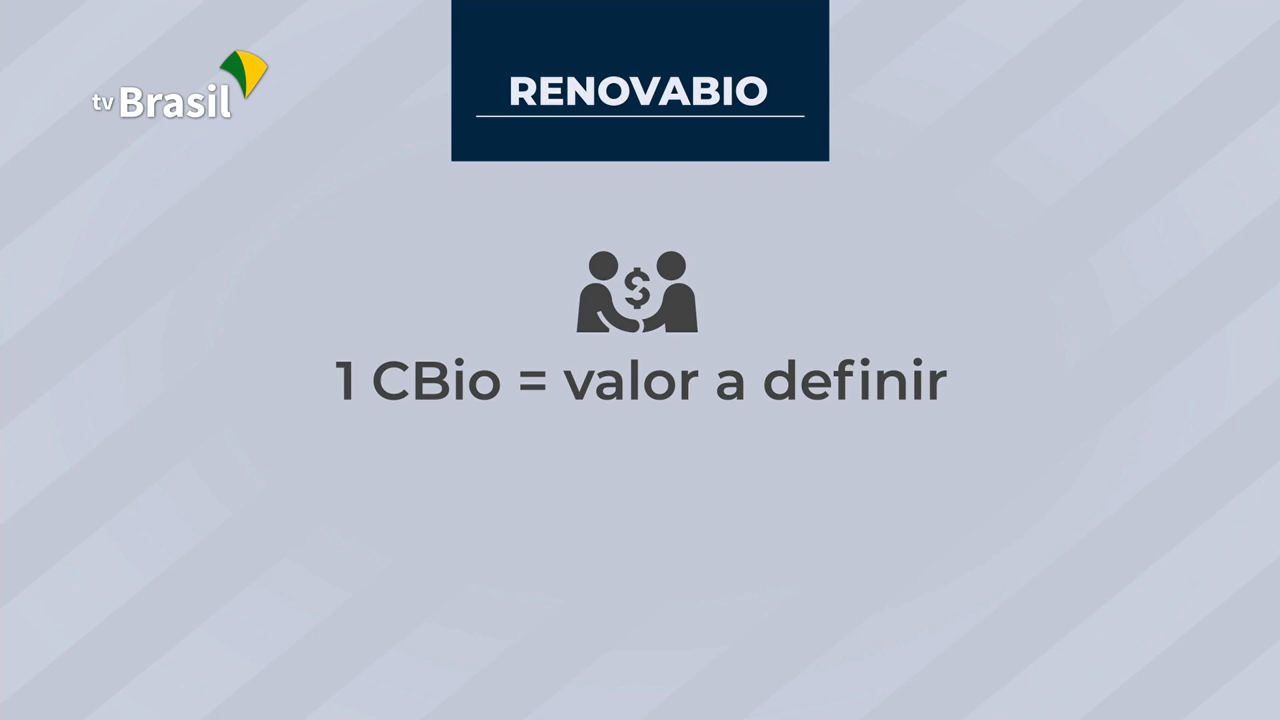 tv Brasil
RENOVABIO
1 CBio = valor a definir